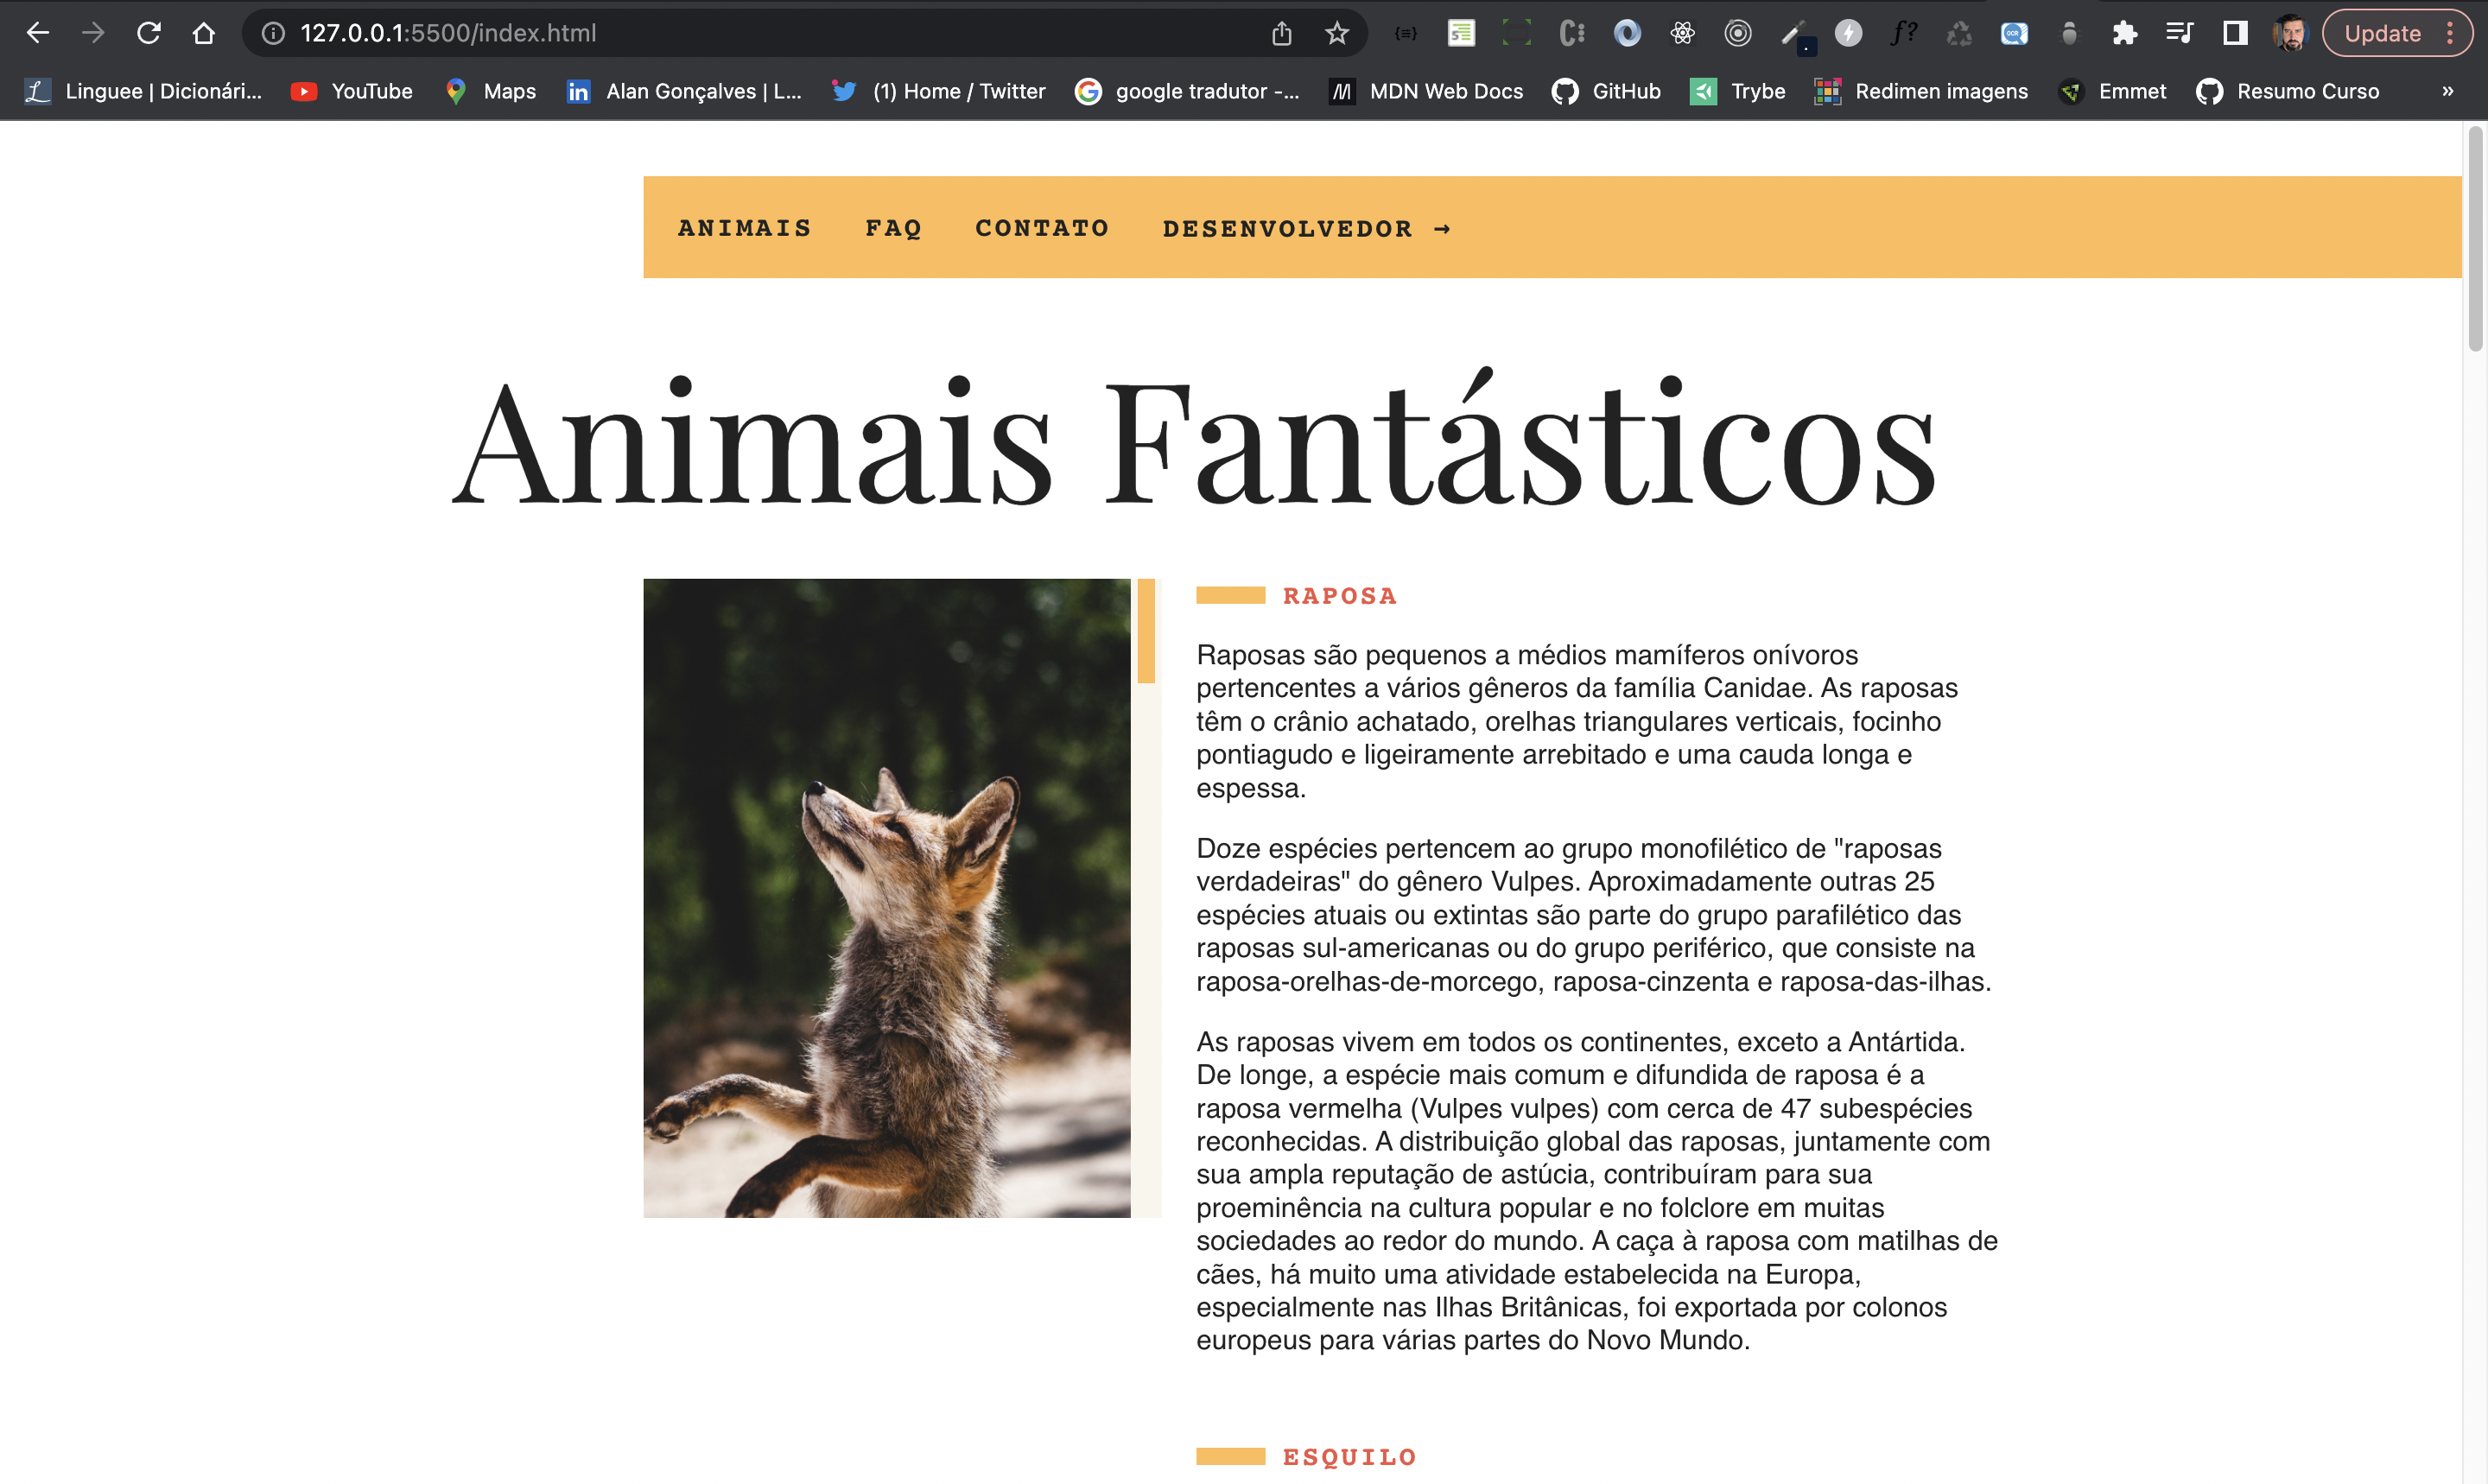 127.0.0.1:5500/index.html
Update
Linguee | Dicionári...
YouTube
Maps
Alan Gonçalves | L...
(1) Home / Twitter
google tradutor -...
MDN Web Docs
GitHub
Trybe
Redimen imagens
Emmet
Resumo Curso
»
ANIMAIS FAQ CONTATO DESENVOLVEDOR →
Animais Fantásticos
RAPOSA
Raposas são pequenos a médios mamíferos onívoros
pertencentes a vários gêneros da família Canidae. As raposas
têm o crânio achatado, orelhas triangulares verticais, focinho
pontiagudo e ligeiramente arrebitado e uma cauda longa e
espessa.
Doze espécies pertencem ao grupo monofilético de "raposas
verdadeiras" do gênero Vulpes. Aproximadamente outras 25
espécies atuais ou extintas são parte do grupo parafilético das
raposas sul-americanas ou do grupo periférico, que consiste na
raposa-orelhas-de-morcego, raposa-cinzenta e raposa-das-ilhas.
As raposas vivem em todos os continentes, exceto a Antártida.
De longe, a espécie mais comum e difundida de raposa é a
raposa vermelha (Vulpes vulpes) com cerca de 47 subespécies
reconhecidas. A distribuição global das raposas, juntamente com
sua ampla reputação de astúcia, contribuíram para sua
proeminência na cultura popular e no folclore em muitas
sociedades ao redor do mundo. A caça à raposa com matilhas de
cães, há muito uma atividade estabelecida na Europa,
especialmente nas Ilhas Britânicas, foi exportada por colonos
europeus para várias partes do Novo Mundo.
ESQUILO